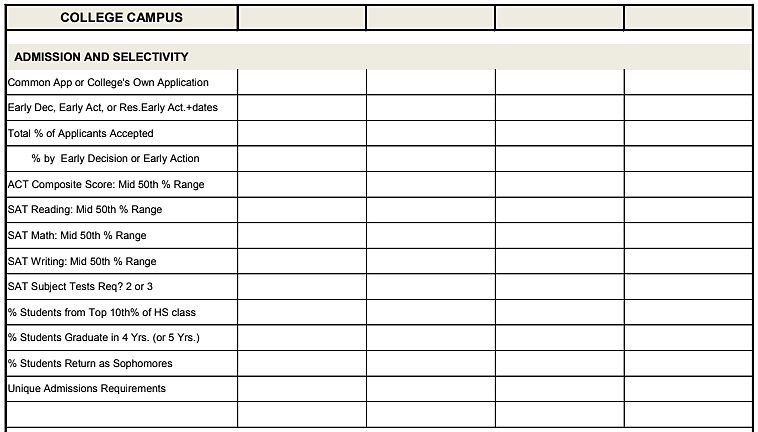 COLLEGE CAMPUS
ADMISSION AND SELECTIVITY
Common App or College's Own Application
Early Dec, Early Act, or Res.Early Act.+dates
Total % of Applicants Accepted
% by Early Decision or Early Action
ACT Composite Score: Mid 50th % Range
SAT Reading: Mid 50th % Range
SAT Math: Mid 50th % Range
SAT Writing: Mid 50th % Range
SAT Subject Tests Req? 2 or 3
% Students from Top 10th% of HS class
% Students Graduate in 4 Yrs. (or 5 Yrs.)
% Students Return as Sophomores
Unique Admissions Requirements